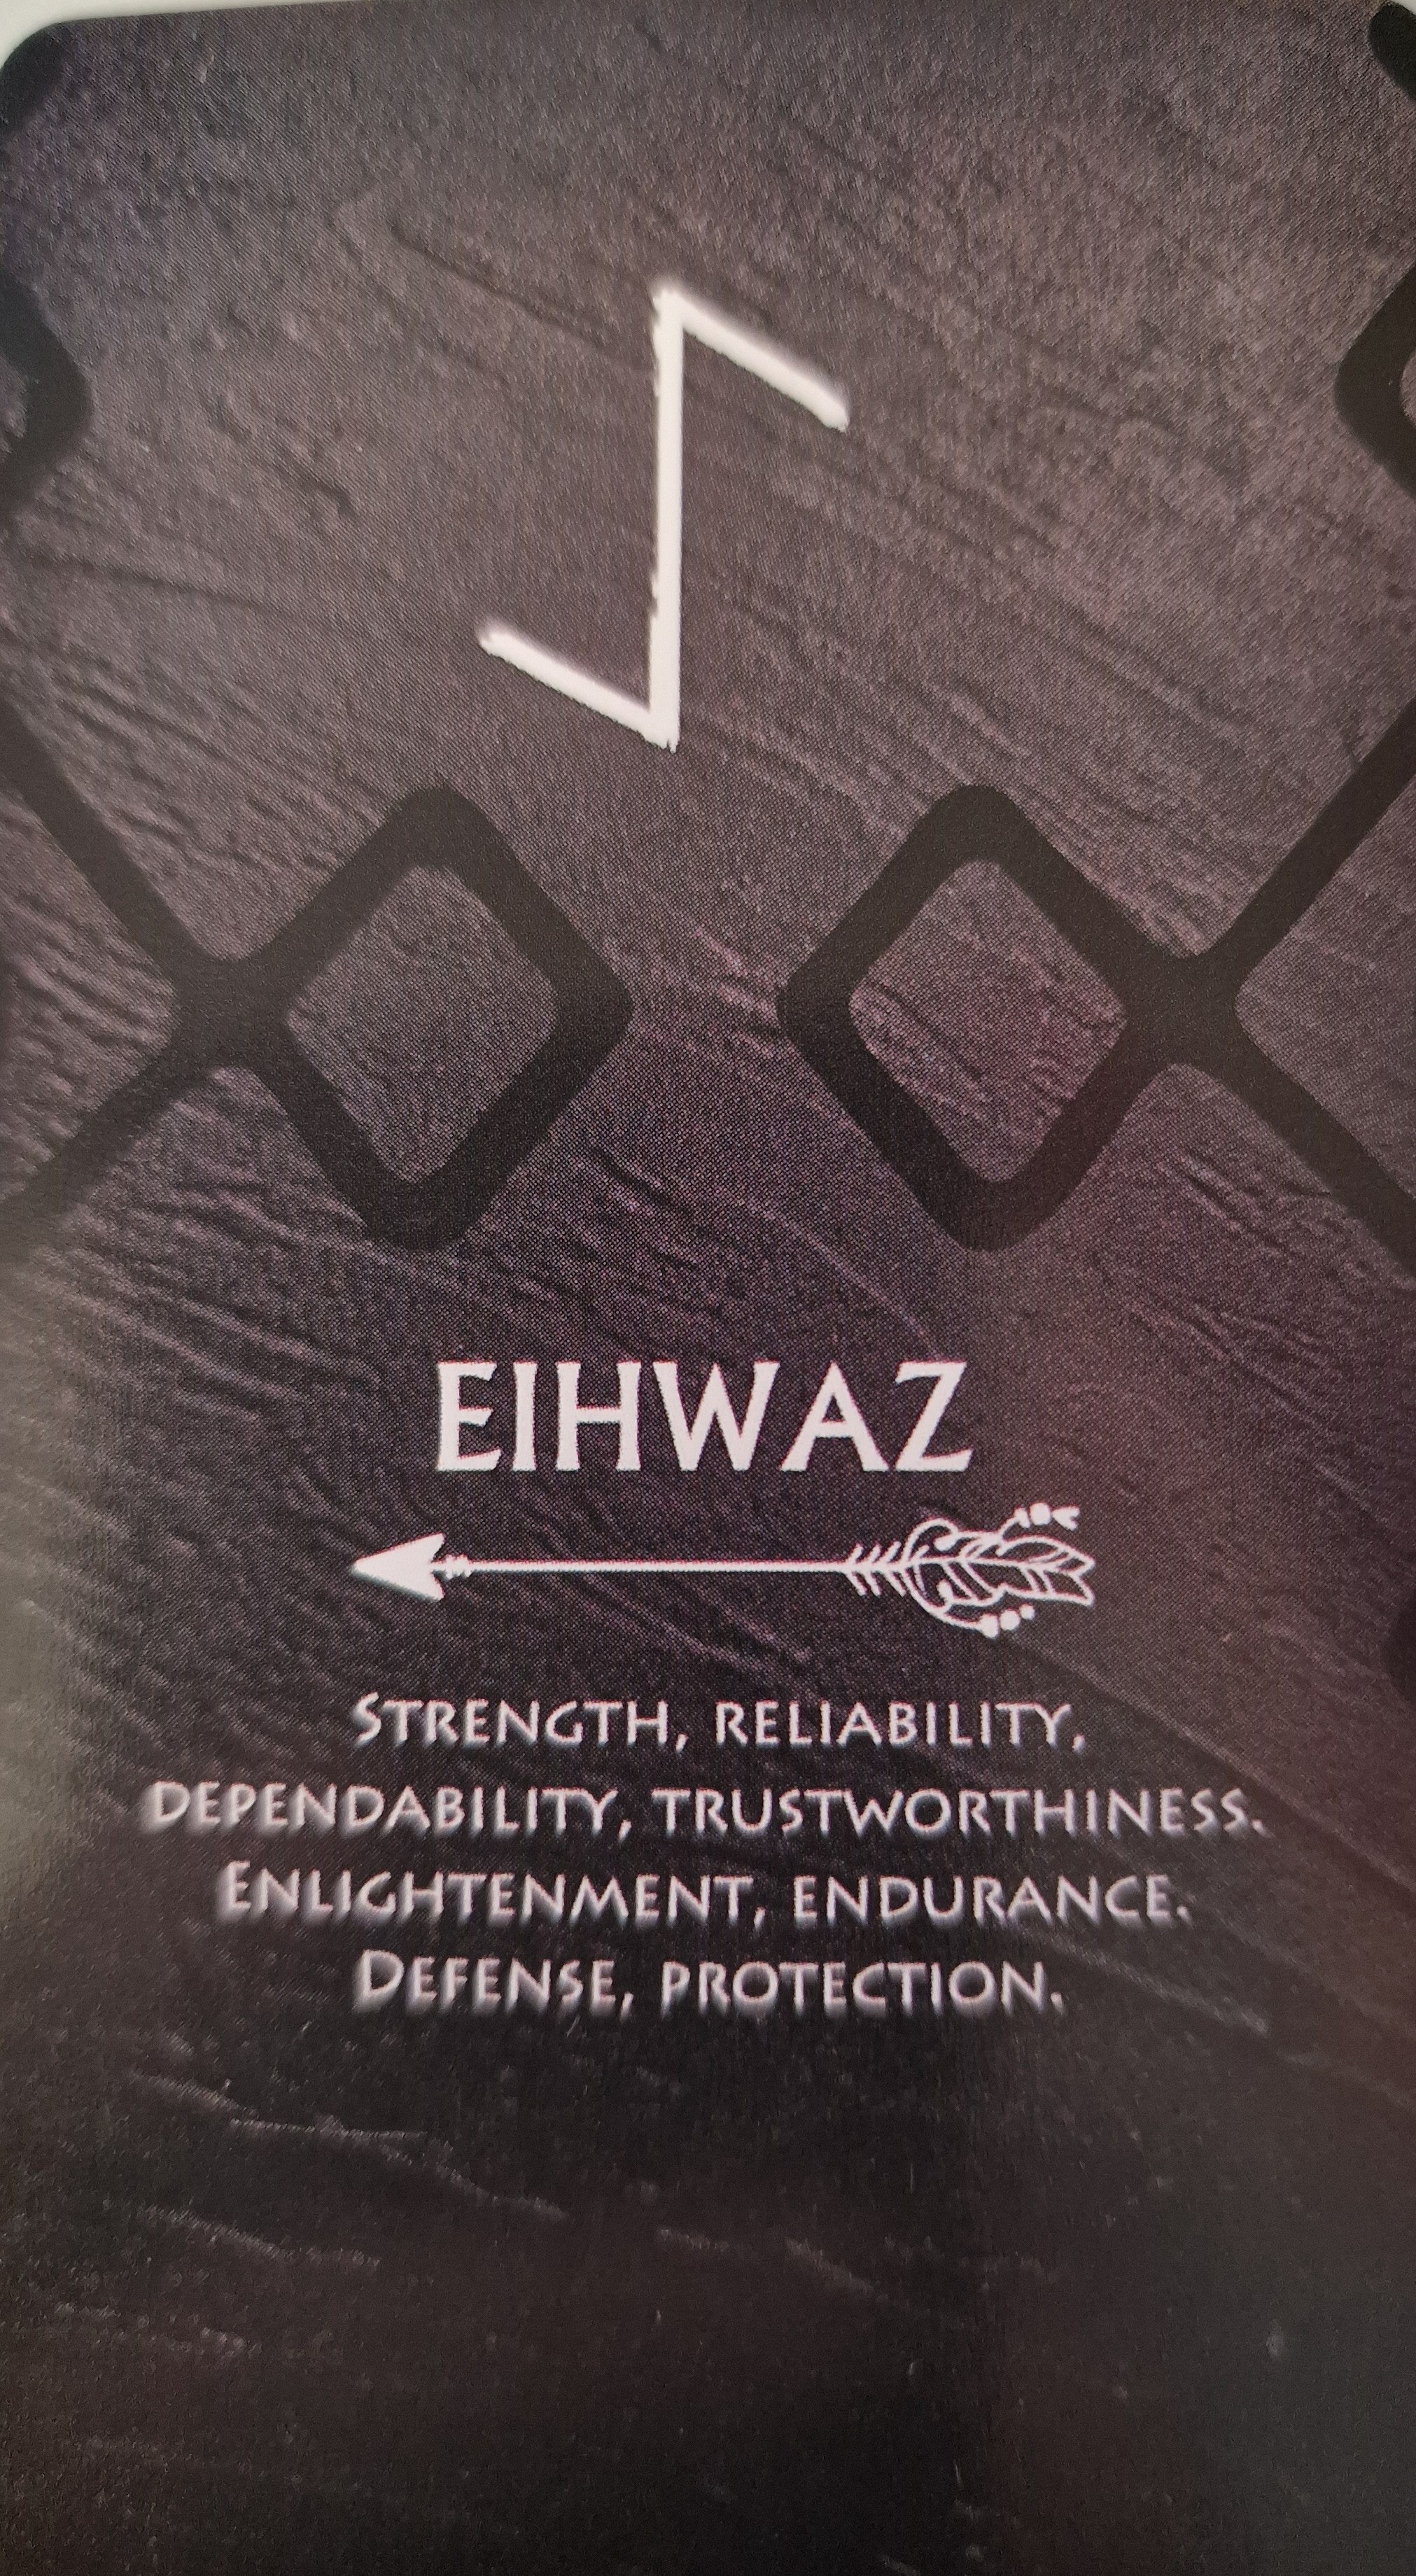 ᛇ
EIHWAZ
STRENGTH, RELIABILITY,
DEPENDABILITY, TRUSTWORTHINESS.
ENLIGHTENMENT, ENDURANCE.
DEFENSE, PROTECTION.